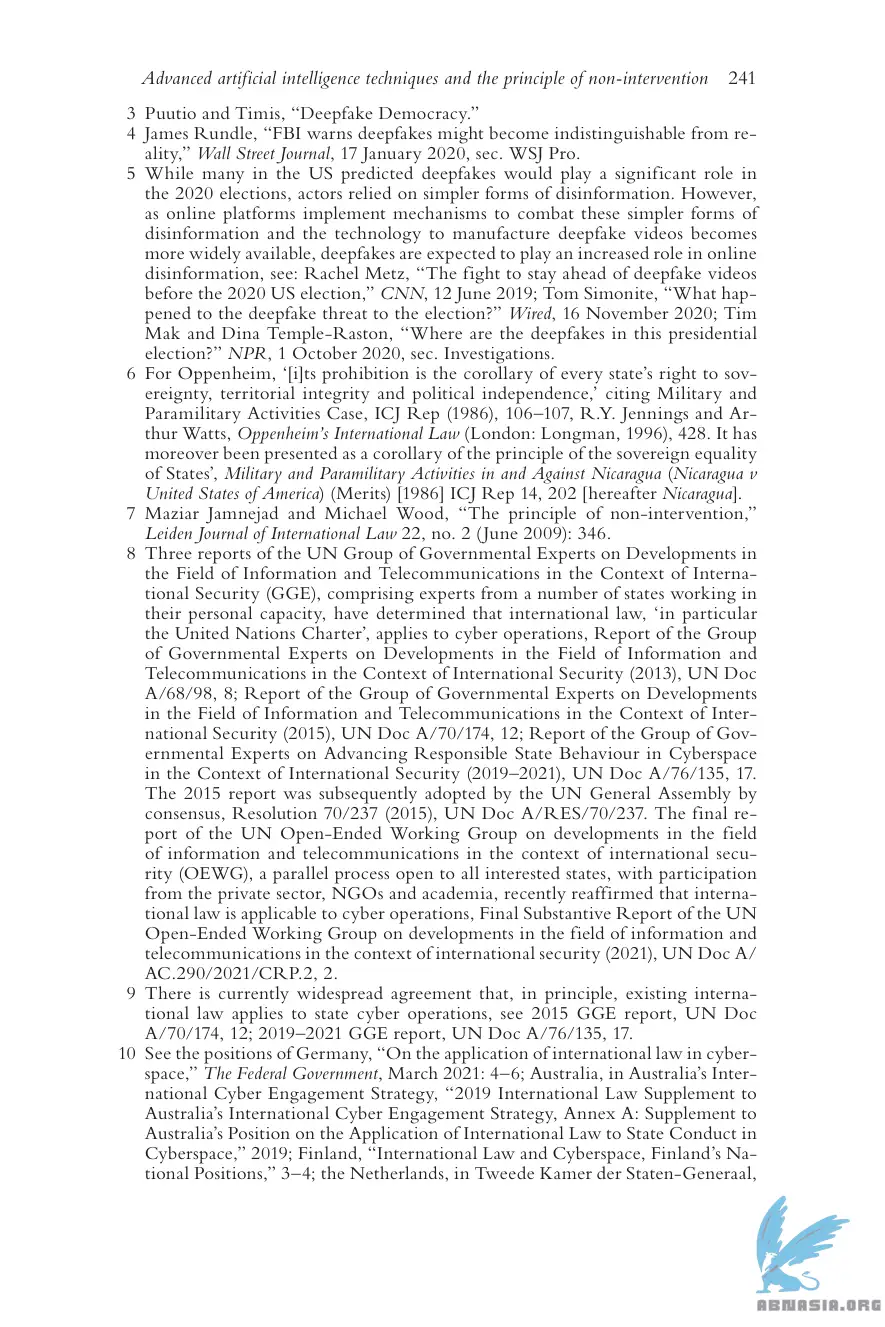 Advanced artificial intelligence techniques and the principle of non-intervention 241
3 Puutio and Timis, “Deepfake Democracy.”
4 James Rundle, “FBI warns deepfakes might become indistinguishable from re-
ality,” Wall Street Journal, 17 January 2020, sec. WSJ Pro.
5 While many in the US predicted deepfakes would play a significant role in
the 2020 elections, actors relied on simpler forms of disinformation. However,
as online platforms implement mechanisms to combat these simpler forms of
disinformation and the technology to manufacture deepfake videos becomes
more widely available, deepfakes are expected to play an increased role in online
disinformation, see: Rachel Metz, “The fight to stay ahead of deepfake videos
before the 2020 US election,” CNN, 12 June 2019; Tom Simonite, “What hap-
pened to the deepfake threat to the election?” Wired, 16 November 2020; Tim
Mak and Dina Temple-Raston, “Where are the deepfakes in this presidential
election?” NPR, 1 October 2020, sec. Investigations.
6 For Oppenheim, ‘[i]ts prohibition is the corollary of every state’s right to sov-
ereignty, territorial integrity and political independence,’ citing Military and
Paramilitary Activities Case, ICJ Rep (1986), 106–107, R.Y. Jennings and Ar-
thur Watts, Oppenheim’s International Law (London: Longman, 1996), 428. It has
moreover been presented as a corollary of the principle of the sovereign equality
of States’, Military and Paramilitary Activities in and Against Nicaragua (Nicaragua v
United States of America) (Merits) [1986] ICJ Rep 14, 202 [hereafter Nicaragua].
7 Maziar Jamnejad and Michael Wood, “The principle of non-intervention,”
Leiden Journal of International Law 22, no. 2 (June 2009): 346.
8 Three reports of the UN Group of Governmental Experts on Developments in
the Field of Information and Telecommunications in the Context of Interna-
tional Security (GGE), comprising experts from a number of states working in
their personal capacity, have determined that international law, ‘in particular
the United Nations Charter’, applies to cyber operations, Report of the Group
of Governmental Experts on Developments in the Field of Information and
Telecommunications in the Context of International Security (2013), UN Doc
A/68/98, 8; Report of the Group of Governmental Experts on Developments
in the Field of Information and Telecommunications in the Context of Inter-
national Security (2015), UN Doc A/70/174, 12; Report of the Group of Gov-
ernmental Experts on Advancing Responsible State Behaviour in Cyberspace
in the Context of International Security (2019–2021), UN Doc A/76/135, 17.
The 2015 report was subsequently adopted by the UN General Assembly by
consensus, Resolution 70/237 (2015), UN Doc A/RES/70/237. The final re-
port of the UN Open-Ended Working Group on developments in the field
of information and telecommunications in the context of international secu-
rity (OEWG), a parallel process open to all interested states, with participation
from the private sector, NGOs and academia, recently reaffirmed that interna-
tional law is applicable to cyber operations, Final Substantive Report of the UN
Open-Ended Working Group on developments in the field of information and
telecommunications in the context of international security (2021), UN Doc A/
AC.290/2021/CRP.2, 2.
9 There is currently widespread agreement that, in principle, existing interna-
tional law applies to state cyber operations, see 2015 GGE report, UN Doc
A/70/174, 12; 2019–2021 GGE report, UN Doc A/76/135, 17.
10 See the positions of Germany, “On the application of international law in cyber-
space,” The Federal Government, March 2021: 4–6; Australia, in Australia’s Inter-
national Cyber Engagement Strategy, “2019 International Law Supplement to
Australia’s International Cyber Engagement Strategy, Annex A: Supplement to
Australia’s Position on the Application of International Law to State Conduct in
Cyberspace,” 2019; Finland, “International Law and Cyberspace, Finland’s Na-
tional Positions,” 3–4; the Netherlands, in Tweede Kamer der Staten-Generaal,
ABNASIA.ORG